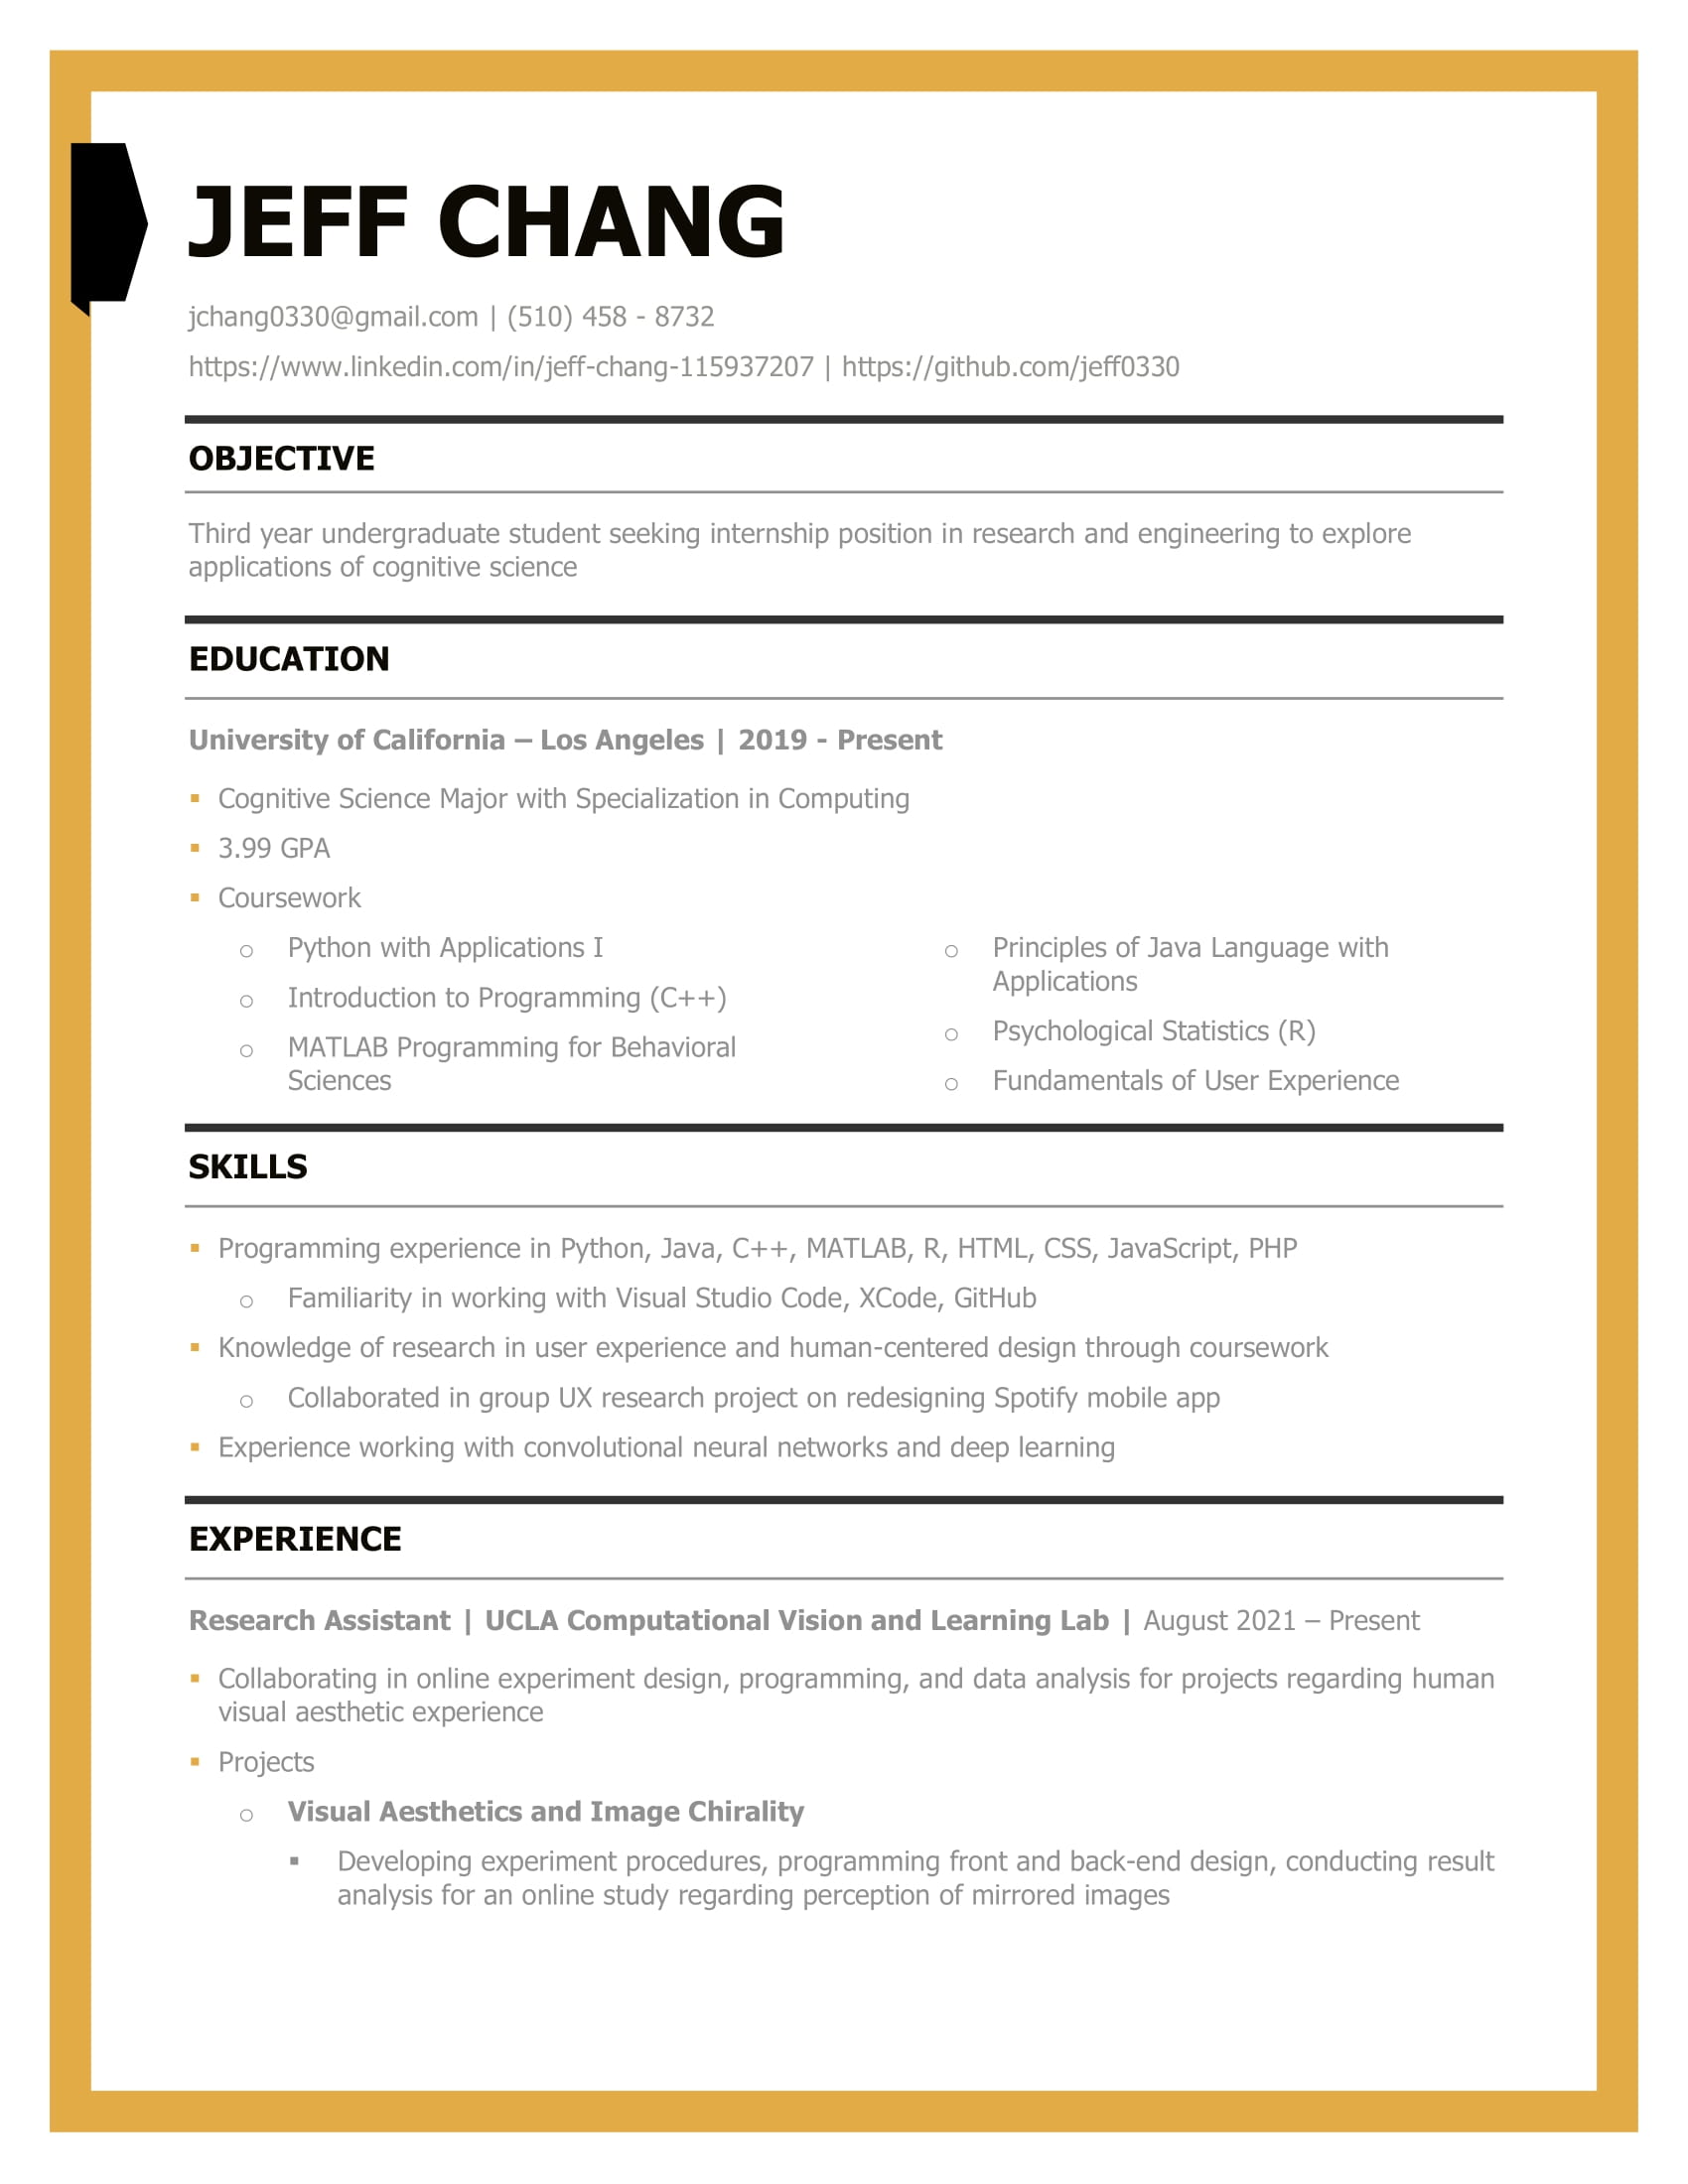 JEFF CHANG
jchang0330@gmail.com | (510) 458 - 8732
https://www.linkedin.com/in/jeff-chang-115937207 | https://github.com/jeff0330
OBJECTIVE
Third year undergraduate student seeking internship position in research and engineering to explore
applications of cognitive science
EDUCATION
University of California – Los Angeles | 2019 - Present
▪ Cognitive Science Major with Specialization in Computing
▪ 3.99 GPA
▪ Coursework
o Python with Applications I
o Introduction to Programming (C++)
o MATLAB Programming for Behavioral
Sciences
o Principles of Java Language with
Applications
o Psychological Statistics (R)
o Fundamentals of User Experience
SKILLS
▪ Programming experience in Python, Java, C++, MATLAB, R, HTML, CSS, JavaScript, PHP
o Familiarity in working with Visual Studio Code, XCode, GitHub
▪ Knowledge of research in user experience and human-centered design through coursework
o Collaborated in group UX research project on redesigning Spotify mobile app
▪ Experience working with convolutional neural networks and deep learning
EXPERIENCE
Research Assistant | UCLA Computational Vision and Learning Lab | August 2021 – Present
▪ Collaborating in online experiment design, programming, and data analysis for projects regarding human
visual aesthetic experience
▪ Projects
o Visual Aesthetics and Image Chirality
▪ Developing experiment procedures, programming front and back-end design, conducting result
analysis for an online study regarding perception of mirrored images